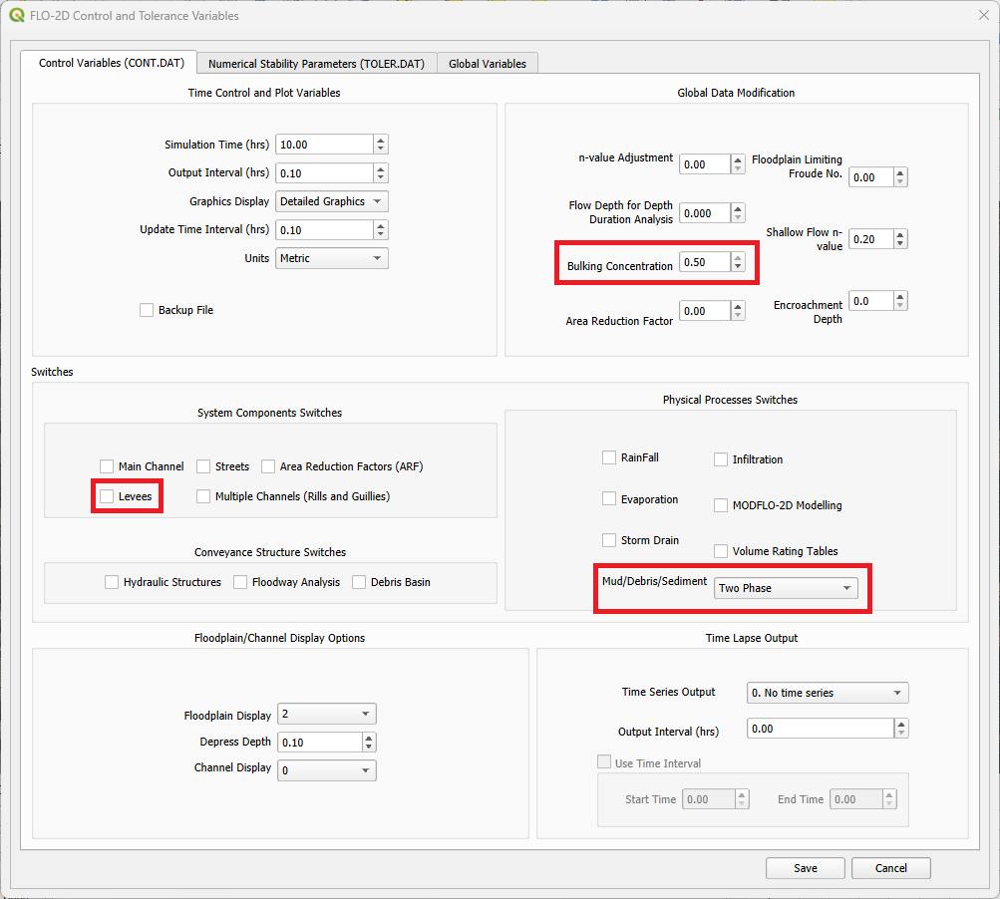 FLO-2D Control and Tolerance Variables
Control Variables (CONT.DAT)
Numerical Stability Parameters (TOLER.DAT)
Global Variables
Time Control and Plot Variables
Simulation Time (hrs) 10.00
Output Interval (hrs) 0.10
Graphics Display Detailed Graphics
Update Time Interval (hrs) 0.10
Units Metric
Backup File
Global Data Modification
n-value Adjustment 0.00
Floodplain Limiting
Froude No. 0.00
Flow Depth for Depth
Duration Analysis 0.000
Shallow Flow n-
value 0.20
Bulking Concentration 0.50
Encroachment
Depth 0.0
Area Reduction Factor 0.00
Switches
System Components Switches
Main Channel Streets Area Reduction Factors (ARF)
Levees Multiple Channels (Rills and Guillies)
Conveyance Structure Switches
Hydraulic Structures Floodway Analysis Debris Basin
Physical Processes Switches
RainFall Infiltration
Evaporation MODFLO-2D Modelling
Storm Drain Volume Rating Tables
Mud/Debris/Sediment Two Phase
Floodplain/Channel Display Options
Floodplain Display 2
Depress Depth 0.10
Channel Display 0
Time Lapse Output
Time Series Output 0. No time series
Output Interval (hrs) 0.00
Use Time Interval
Start Time 0.00 End Time 0.00
Save Cancel